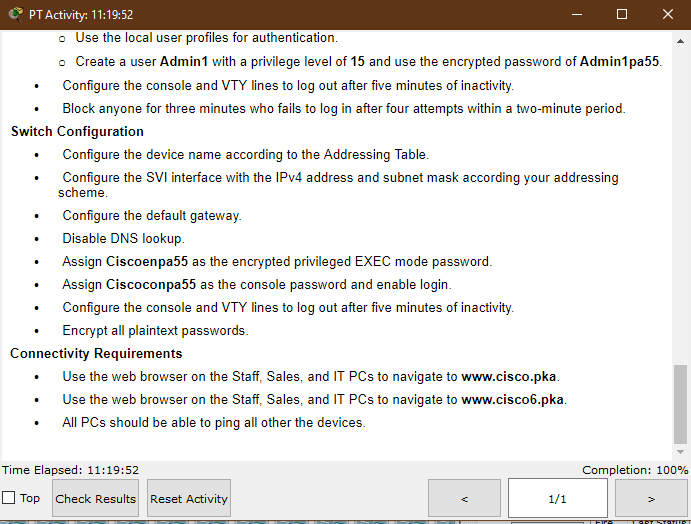 PT Activity: 11:19:52
o Use the local user profiles for authentication.
o Create a user Admin1 with a privilege level of 15 and use the encrypted password of Admin1pa55.
• Configure the console and VTY lines to log out after five minutes of inactivity.
• Block anyone for three minutes who fails to log in after four attempts within a two-minute period.
Switch Configuration
• Configure the device name according to the Addressing Table.
• Configure the SVI interface with the IPv4 address and subnet mask according your addressing
scheme.
• Configure the default gateway.
• Disable DNS lookup.
• Assign Ciscoenpa55 as the encrypted privileged EXEC mode password.
• Assign Ciscoconpa55 as the console password and enable login.
• Configure the console and VTY lines to log out after five minutes of inactivity.
• Encrypt all plaintext passwords.
Connectivity Requirements
• Use the web browser on the Staff, Sales, and IT PCs to navigate to www.cisco.pka.
• Use the web browser on the Staff, Sales, and IT PCs to navigate to www.cisco6.pka.
• All PCs should be able to ping all other the devices.
Time Elapsed: 11:19:52 Completion: 100%
Top Check Results Reset Activity < 1/1 >
Fire Last Status